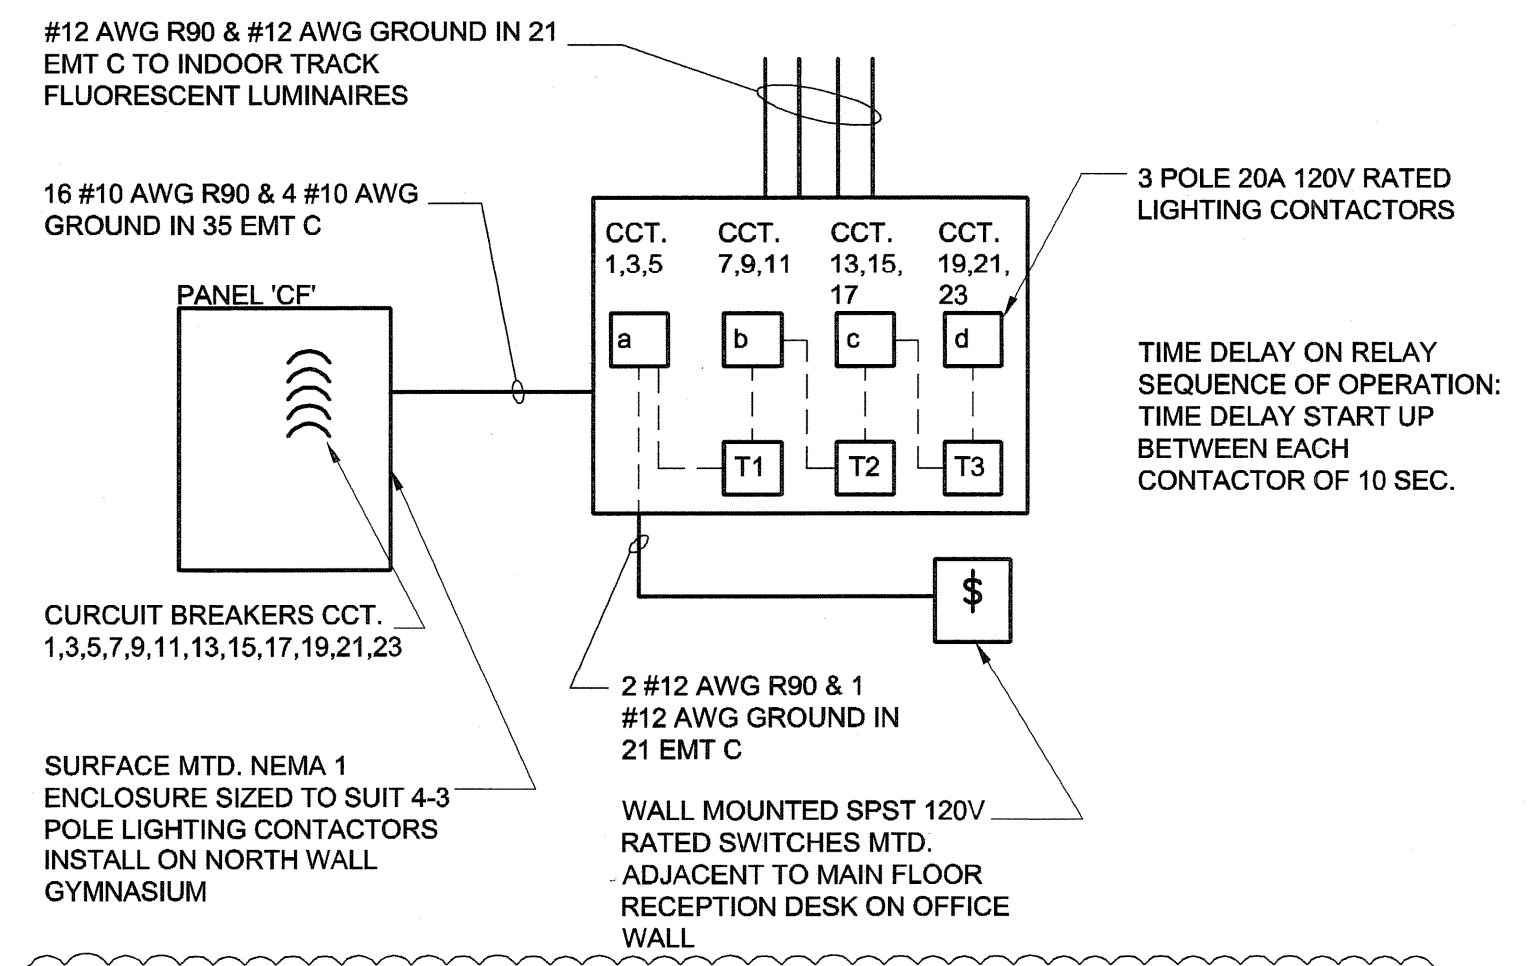 #12 AWG R90 & #12 AWG GROUND IN 21
EMT C TO INDOOR TRACK
FLUORESCENT LUMINAIRES
16 #10 AWG R90 & 4 #10 AWG
GROUND IN 35 EMT C
3 POLE 20A 120V RATED
LIGHTING CONTACTORS
CCT.
1,3,5
CCT.
7,9,11
CCT.
13,15,
17
CCT.
19,21,
23
PANEL 'CF'
a
b
c
d
T1
T2
T3
TIME DELAY ON RELAY
SEQUENCE OF OPERATION:
TIME DELAY START UP
BETWEEN EACH
CONTACTOR OF 10 SEC.
$
CURCUIT BREAKERS CCT.
1,3,5,7,9,11,13,15,17,19,21,23
2 #12 AWG R90 & 1
#12 AWG GROUND IN
21 EMT C
SURFACE MTD. NEMA 1
ENCLOSURE SIZED TO SUIT 4-3
POLE LIGHTING CONTACTORS
INSTALL ON NORTH WALL
GYMNASIUM
WALL MOUNTED SPST 120V
RATED SWITCHES MTD.
ADJACENT TO MAIN FLOOR
RECEPTION DESK ON OFFICE
WALL